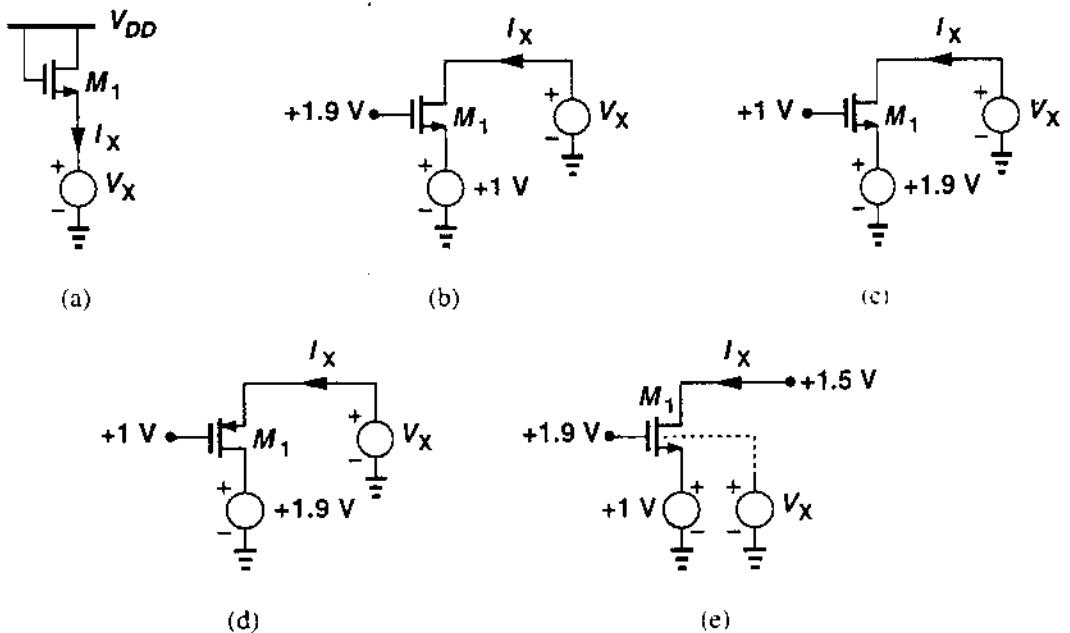 V_DD
M_1
I_X
+
V_X
−
(a)
I_X
+1.9 V
M_1
+
V_X
−
+
+1 V
−
(b)
I_X
+1 V
M_1
+
V_X
−
+
+1.9 V
−
(c)
I_X
+1 V
M_1
+
V_X
−
+
+1.9 V
−
(d)
I_X
+1.5 V
M_1
+1.9 V
+
+1 V
−
+
V_X
−
(e)